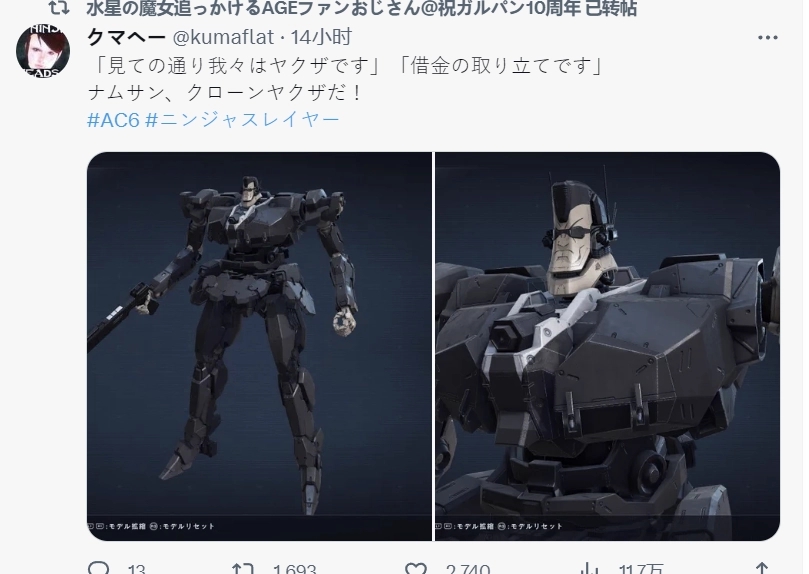 水星の魔女追っかけるAGEファンおじさん@祝ガルパン10周年 已转帖
クマヘー @kumaflat · 14小时
「見ての通り我々はヤクザです」「借金の取り立てです」
ナムサン、クローンヤクザだ！
#AC6 #ニンジャスレイヤー
:モデル拡縮 :モデルリセット
:モデル拡縮 :モデルリセット
13 1,693 2,740 11.7万